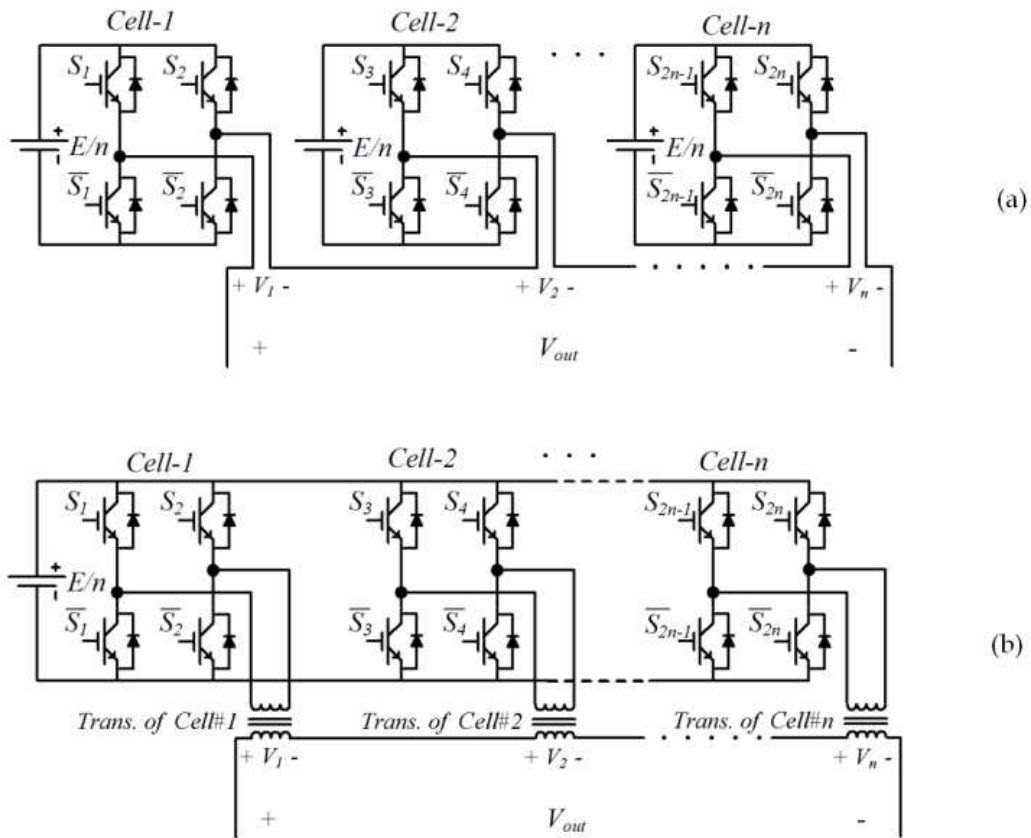 Cell-1 Cell-2 . . . Cell-n
S₁ S₂ S₃ S₄ S₂ₙ₋₁ S₂ₙ
+ E/n - + E/n - + E/n -
S̅₁ S̅₂ S̅₃ S̅₄ S̅₂ₙ₋₁ S̅₂ₙ
(a)
+ V₁ - + V₂ - + Vₙ -
+ Vout -
Cell-1 Cell-2 . . . Cell-n
S₁ S₂ S₃ S₄ S₂ₙ₋₁ S₂ₙ
+ E/n -
S̅₁ S̅₂ S̅₃ S̅₄ S̅₂ₙ₋₁ S̅₂ₙ
(b)
Trans. of Cell#1 Trans. of Cell#2 Trans. of Cell#n
+ V₁ - + V₂ - + Vₙ -
+ Vout -